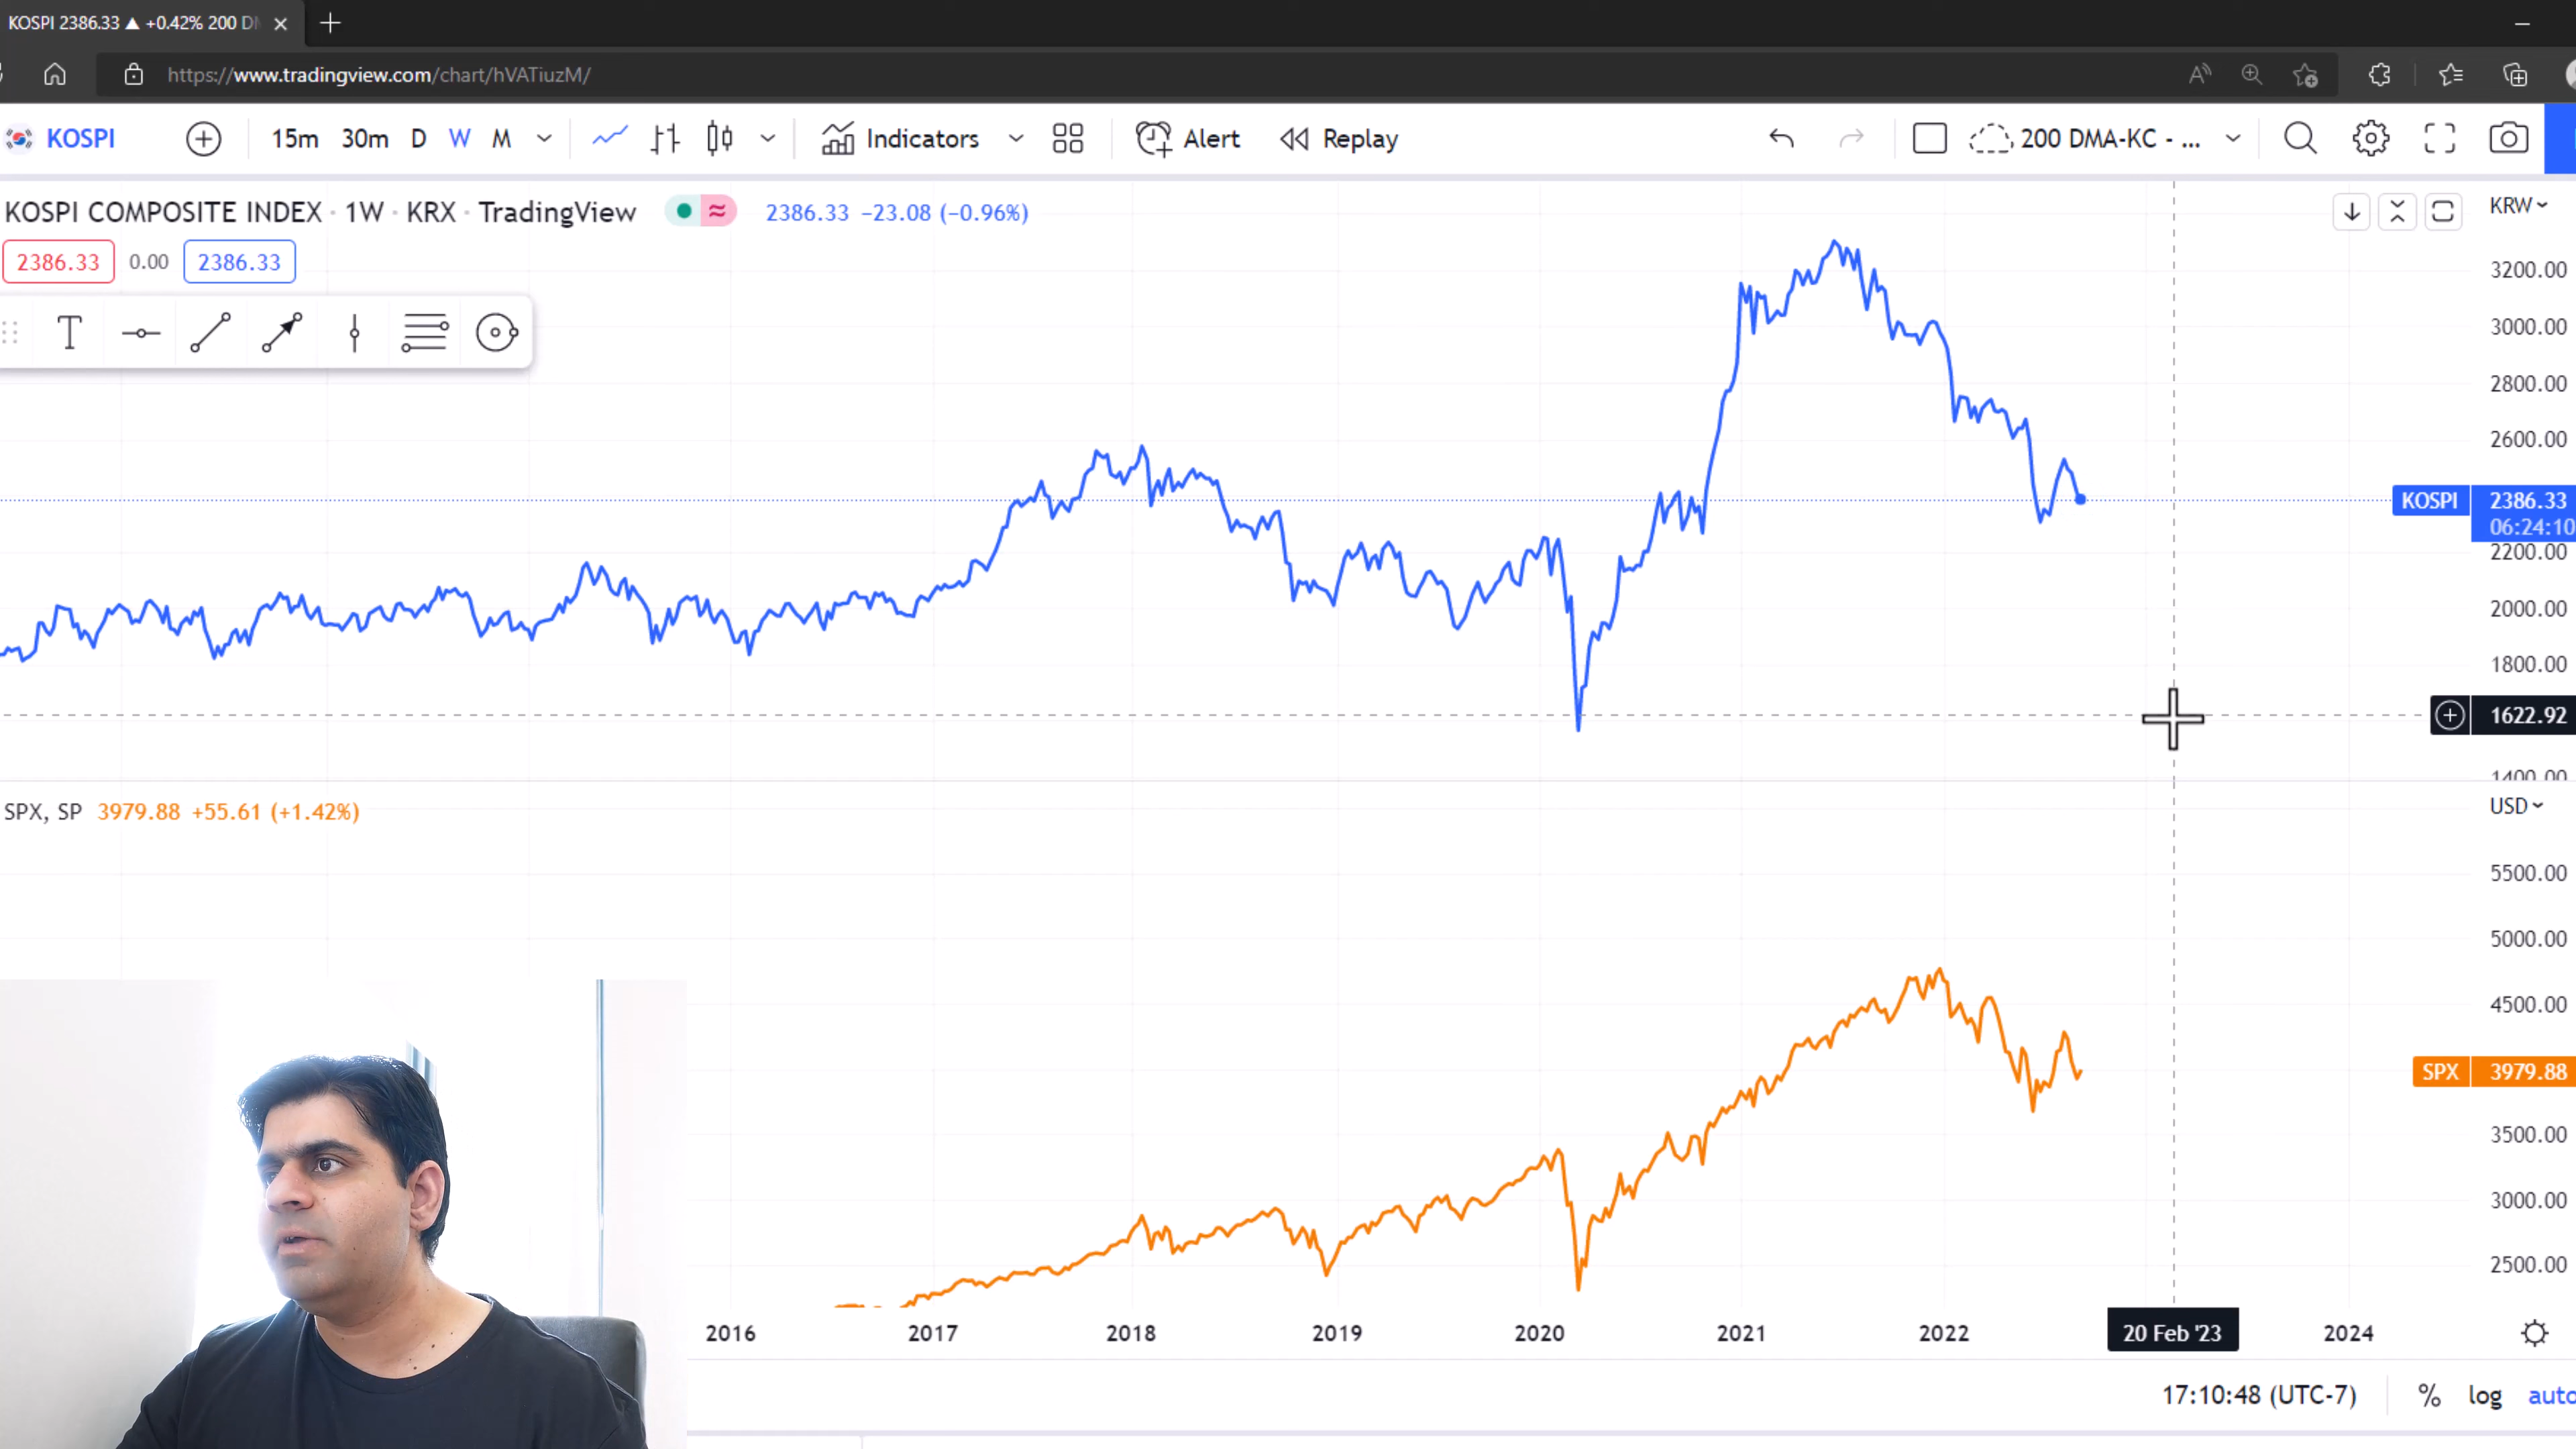 KOSPI 2386.33 ▲ +0.42% 200 D
https://www.tradingview.com/chart/hVATiuzM/
KOSPI 15m 30m D W M Indicators Alert Replay 200 DMA-KC - ...
KOSPI COMPOSITE INDEX · 1W · KRX · TradingView 2386.33 −23.08 (−0.96%)
KRW
2386.33 0.00 2386.33
T
3200.00
3000.00
2800.00
2600.00
KOSPI 2386.33
06:24:10
2200.00
2000.00
1800.00
1622.92
1400.00
SPX, SP 3979.88 +55.61 (+1.42%)
USD
5500.00
5000.00
4500.00
SPX 3979.88
3500.00
3000.00
2500.00
2016 2017 2018 2019 2020 2021 2022 20 Feb '23 2024
17:10:48 (UTC-7) % log auto